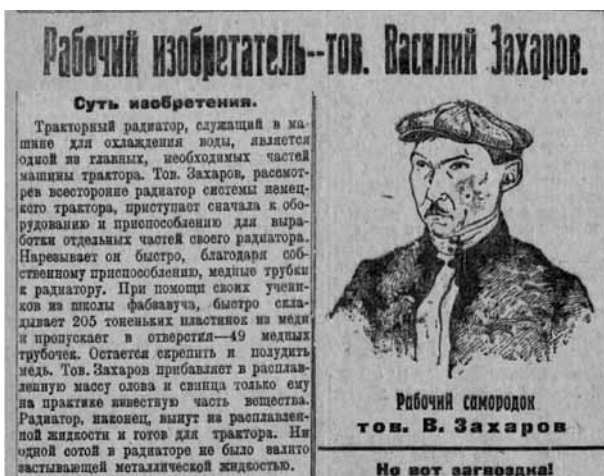 Рабочий изобретатель--тов. Василий Захаров.
Суть изобретения.
Тракторный радиатор, служащий в ма-
шине для охлаждения воды, является
одной из главных, необходимых частей
машины трактора. Тов. Захаров, рассмот-
рев всесторонне радиатор системы немец-
кого трактора, приступает сначала к обо-
рудованию и приспособлению для выра-
ботки отдельных частей своего радиатора.
Нарезывает он быстро, благодаря соб-
ственному приспособлению, медные трубки
к радиатору. При помощи своих учени-
ков из школы фабзавуча, быстро скла-
дывает 205 тоненьких пластинок из меди
и пропускает в отверстия—49 медных
трубочек. Остается скрепить и полудить
медь. Тов. Захаров прибавляет в расплав-
ленную массу олова и свинца только ему
на практике известную часть вещества.
Радиатор, наконец, вынут из расплавлен-
ной жидкости и готов для трактора. Ни
одной сотой в радиаторе не было залито
застывающей металлической жидкостью.
Рабочий самородок
тов. В. Захаров
Но вот загвоздка!